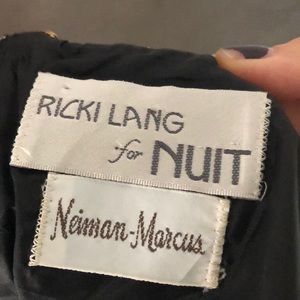 RICKI LANG
for NUIT
Neiman-Marcus